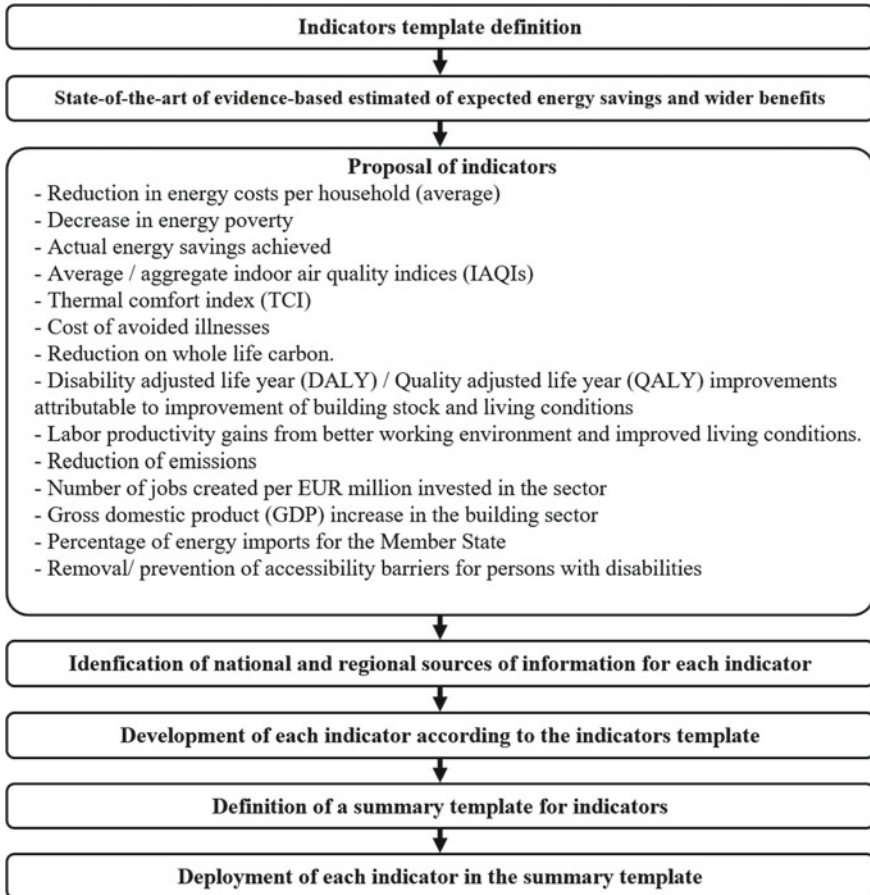 Indicators template definition
State-of-the-art of evidence-based estimated of expected energy savings and wider benefits
Proposal of indicators
- Reduction in energy costs per household (average)
- Decrease in energy poverty
- Actual energy savings achieved
- Average / aggregate indoor air quality indices (IAQIs)
- Thermal comfort index (TCI)
- Cost of avoided illnesses
- Reduction on whole life carbon.
- Disability adjusted life year (DALY) / Quality adjusted life year (QALY) improvements
attributable to improvement of building stock and living conditions
- Labor productivity gains from better working environment and improved living conditions.
- Reduction of emissions
- Number of jobs created per EUR million invested in the sector
- Gross domestic product (GDP) increase in the building sector
- Percentage of energy imports for the Member State
- Removal/ prevention of accessibility barriers for persons with disabilities
Idenfication of national and regional sources of information for each indicator
Development of each indicator according to the indicators template
Definition of a summary template for indicators
Deployment of each indicator in the summary template